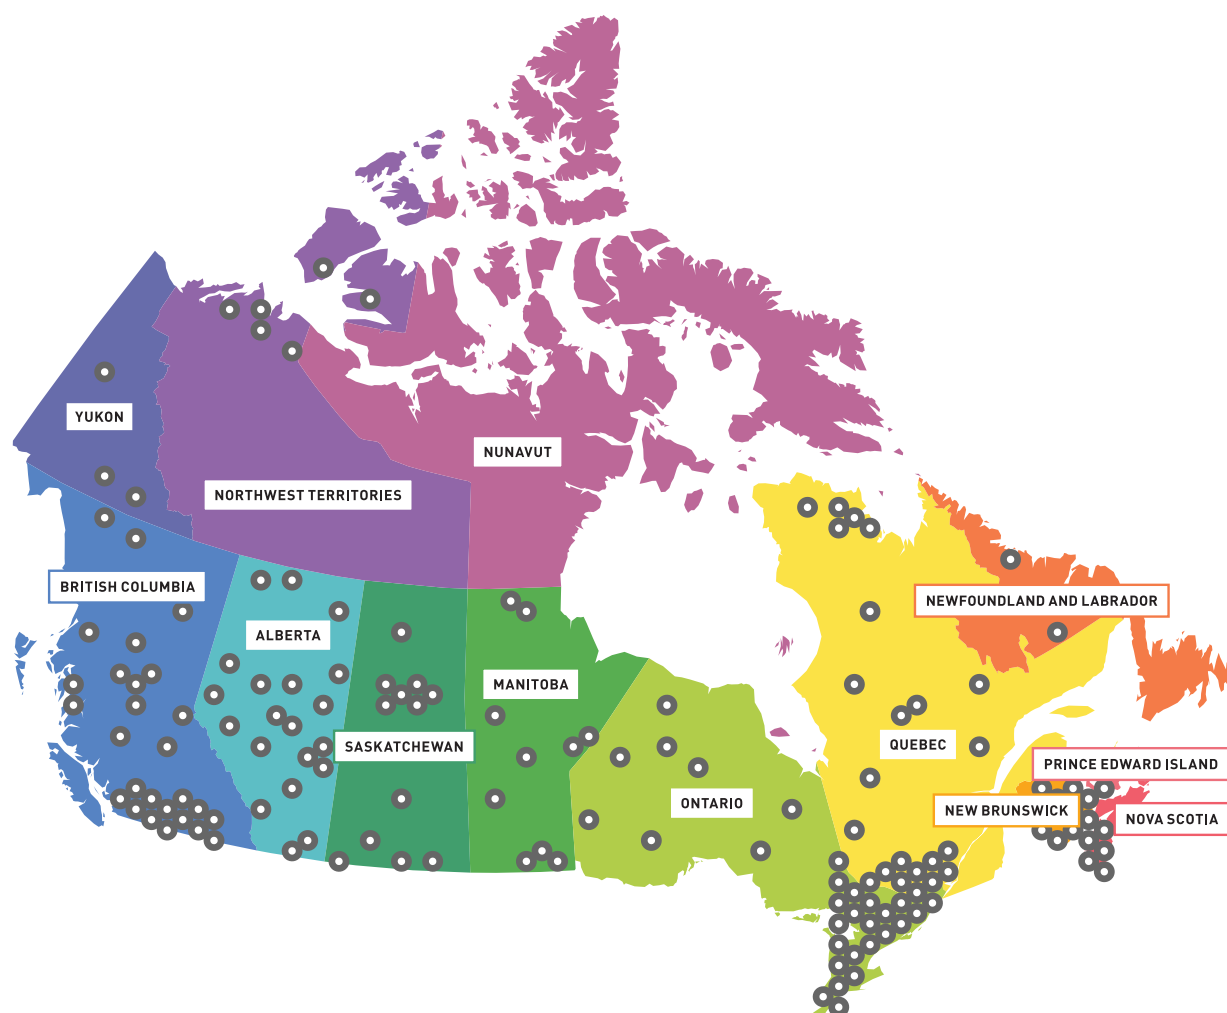 YUKON
NUNAVUT
NORTHWEST TERRITORIES
BRITISH COLUMBIA
NEWFOUNDLAND AND LABRADOR
ALBERTA
MANITOBA
SASKATCHEWAN
QUEBEC
PRINCE EDWARD ISLAND
ONTARIO
NEW BRUNSWICK
NOVA SCOTIA